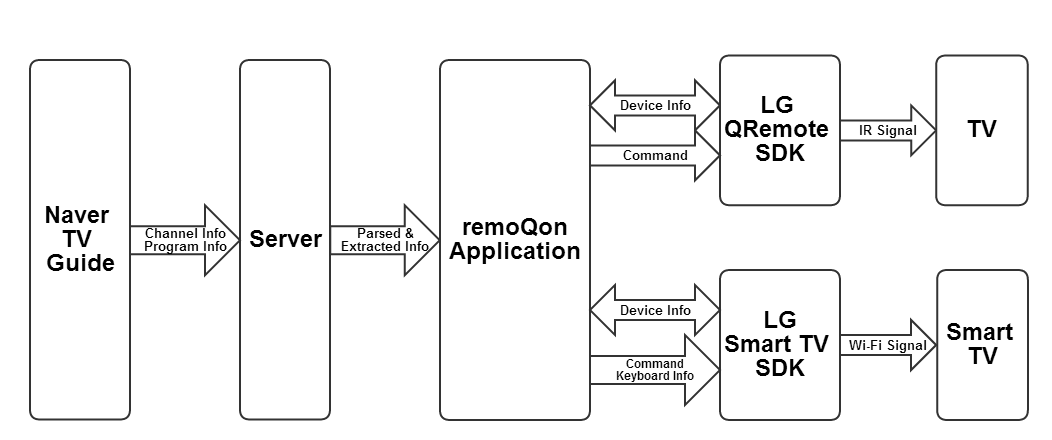 Naver
TV
Guide
Channel Info
Program Info
Server
Parsed &
Extracted Info
remoQon
Application
Device Info
Command
LG
QRemote
SDK
IR Signal
TV
Device Info
Command
Keyboard Info
LG
Smart TV
SDK
Wi-Fi Signal
Smart
TV